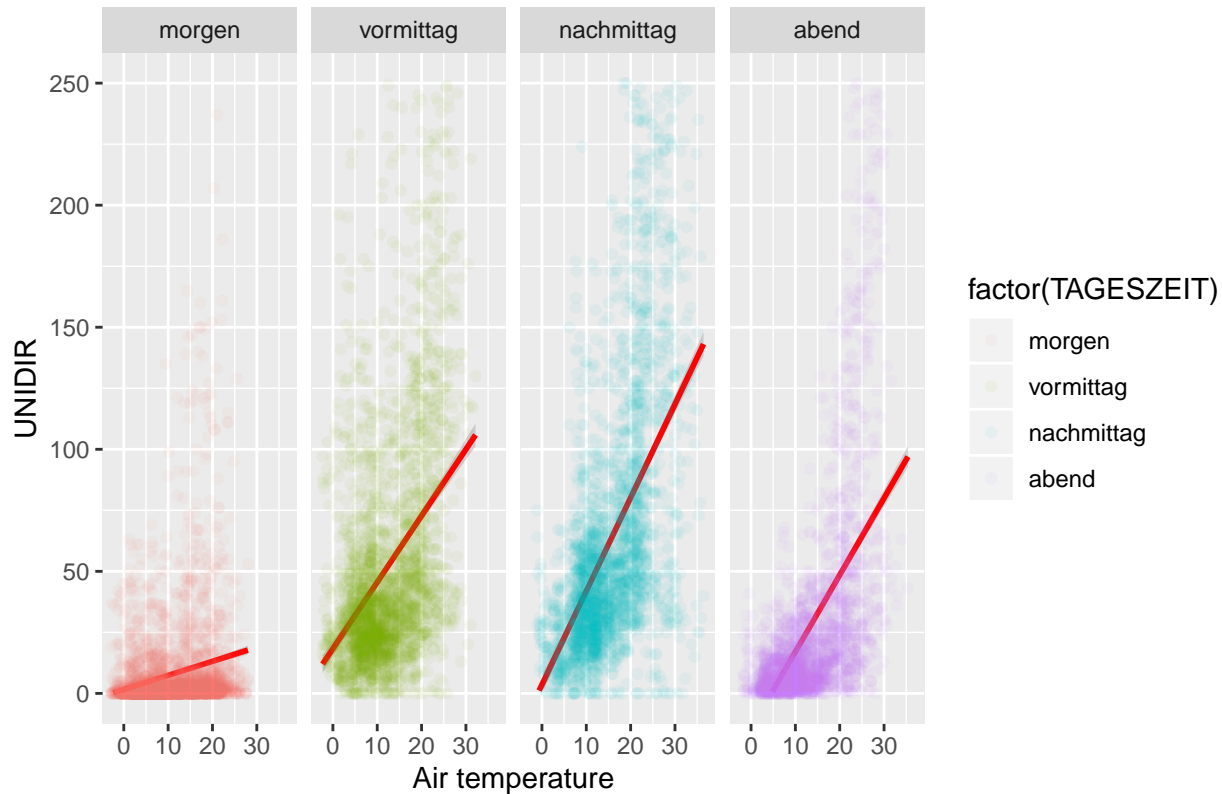 morgen vormittag nachmittag abend
250
200
150
100
50
0
UNIDIR
0 10 20 30 0 10 20 30 0 10 20 30 0 10 20 30
Air temperature
factor(TAGESZEIT)
morgen
vormittag
nachmittag
abend